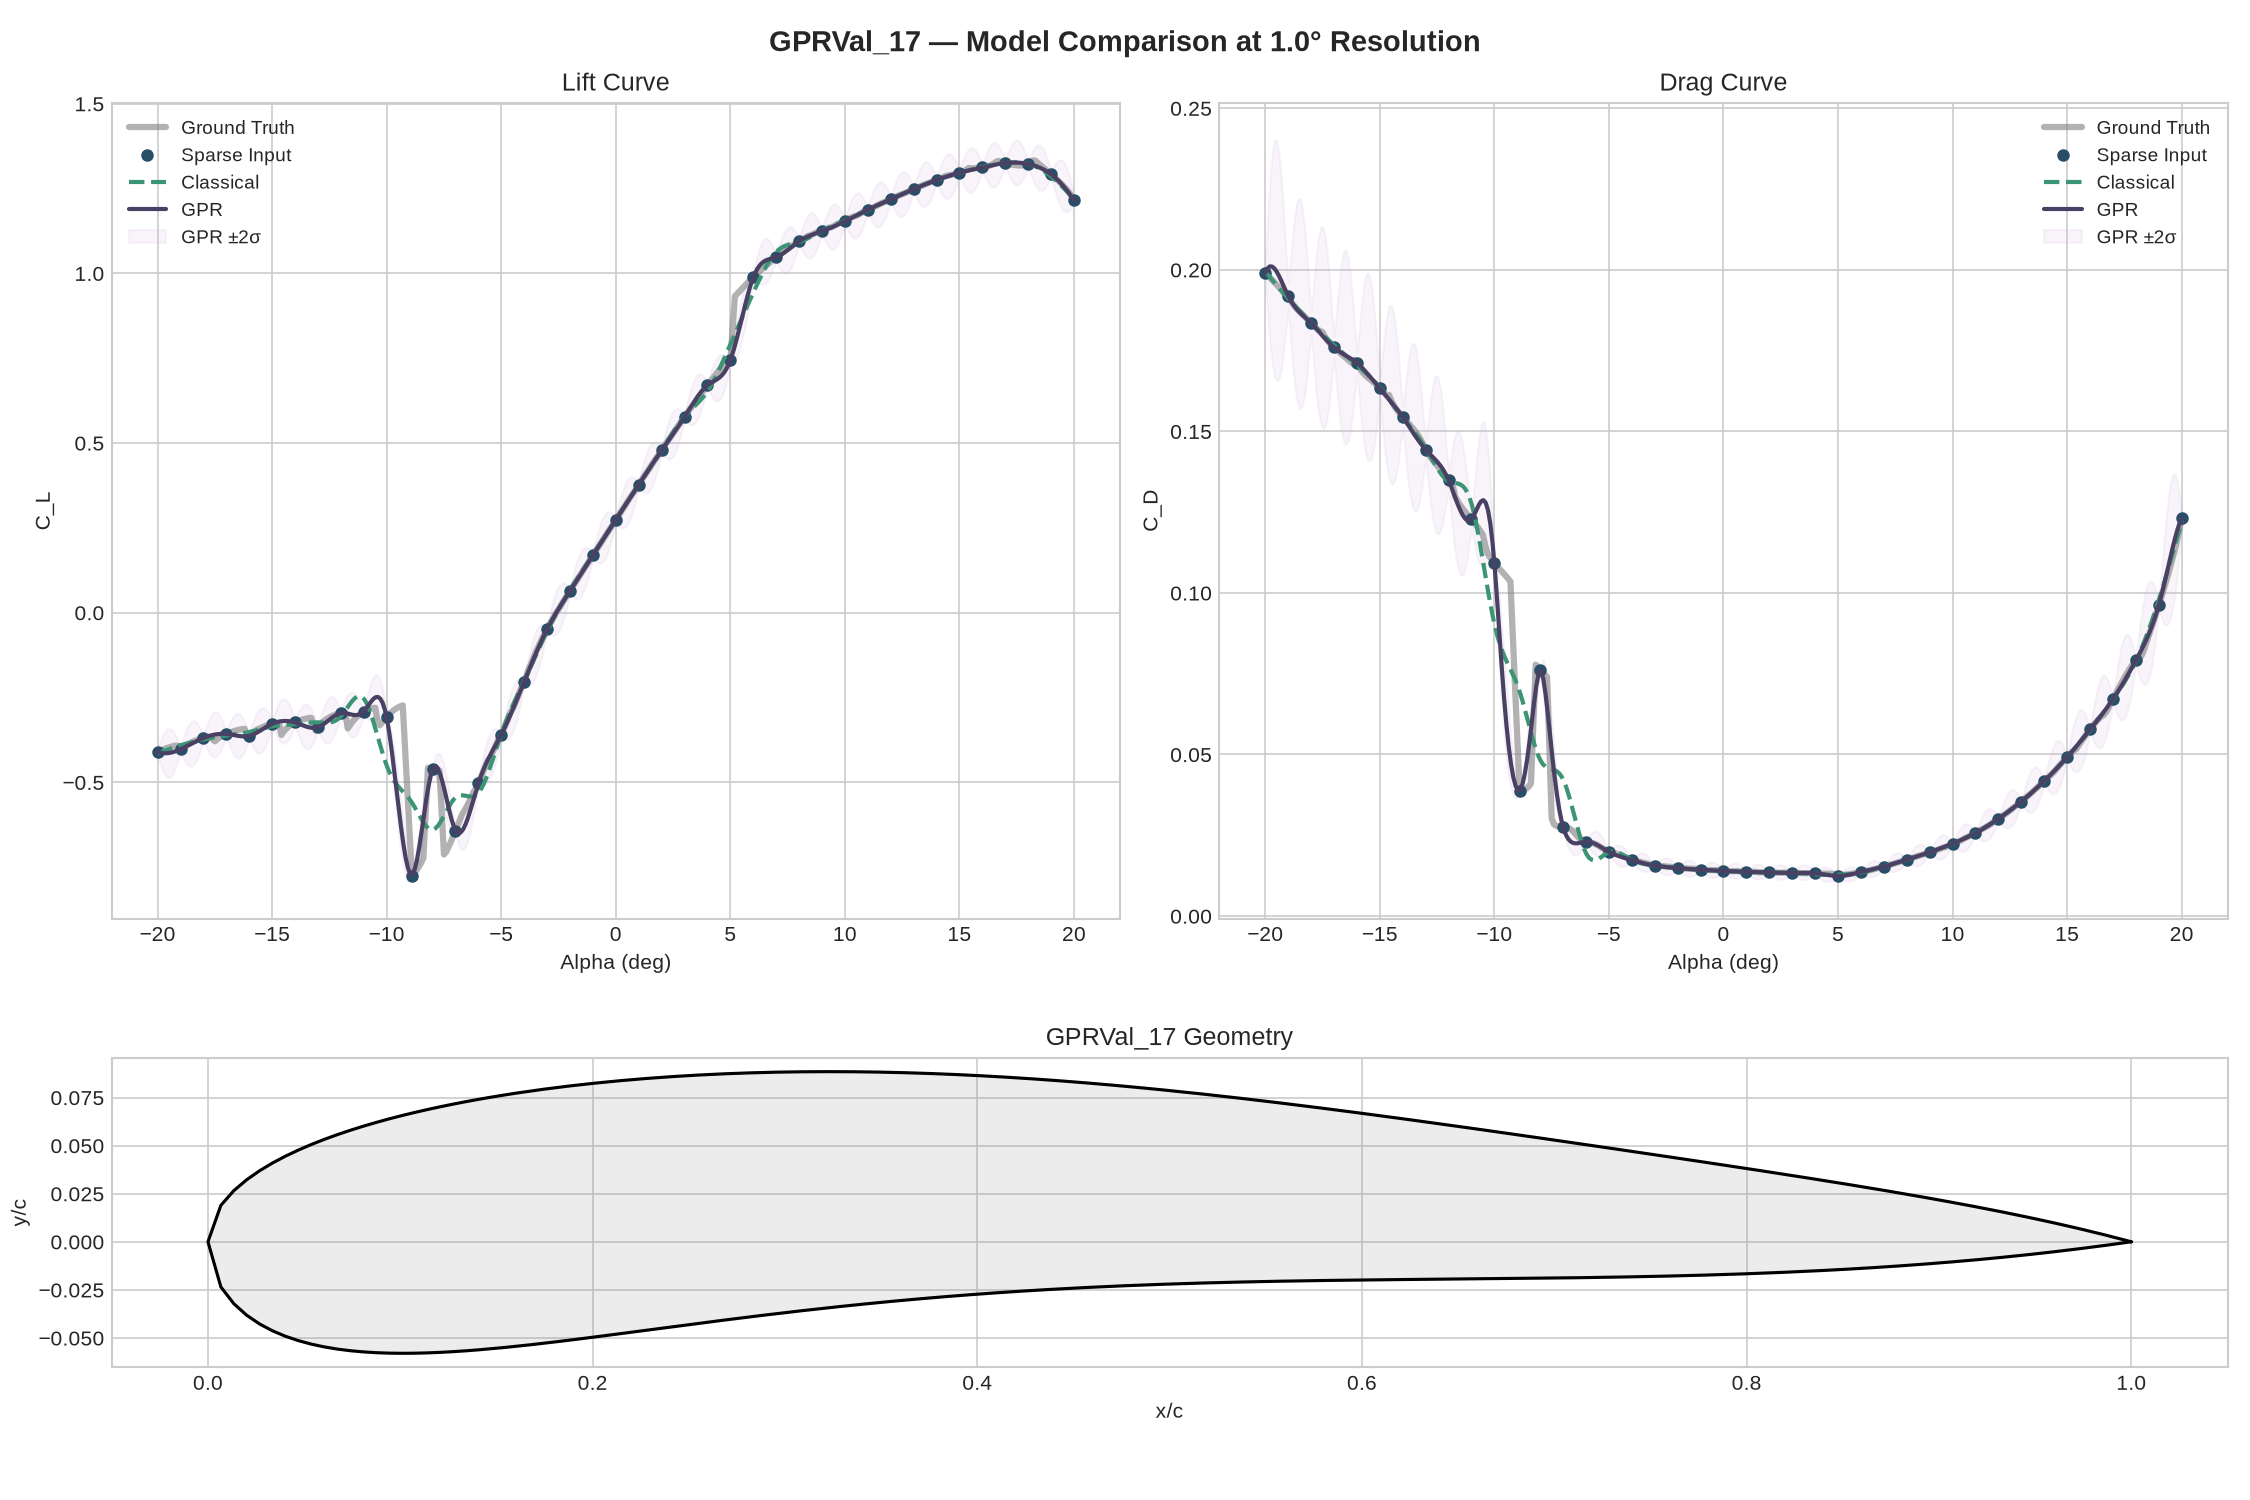 GPRVal_17 — Model Comparison at 1.0° Resolution
Lift Curve
1.5
1.0
0.5
0.0
−0.5
C_L
Ground Truth
Sparse Input
Classical
GPR
GPR ±2σ
−20 −15 −10 −5 0 5 10 15 20
Alpha (deg)
Drag Curve
0.25
0.20
0.15
0.10
0.05
0.00
C_D
Ground Truth
Sparse Input
Classical
GPR
GPR ±2σ
−20 −15 −10 −5 0 5 10 15 20
Alpha (deg)
GPRVal_17 Geometry
0.075
0.050
0.025
0.000
−0.025
−0.050
y/c
0.0 0.2 0.4 0.6 0.8 1.0
x/c